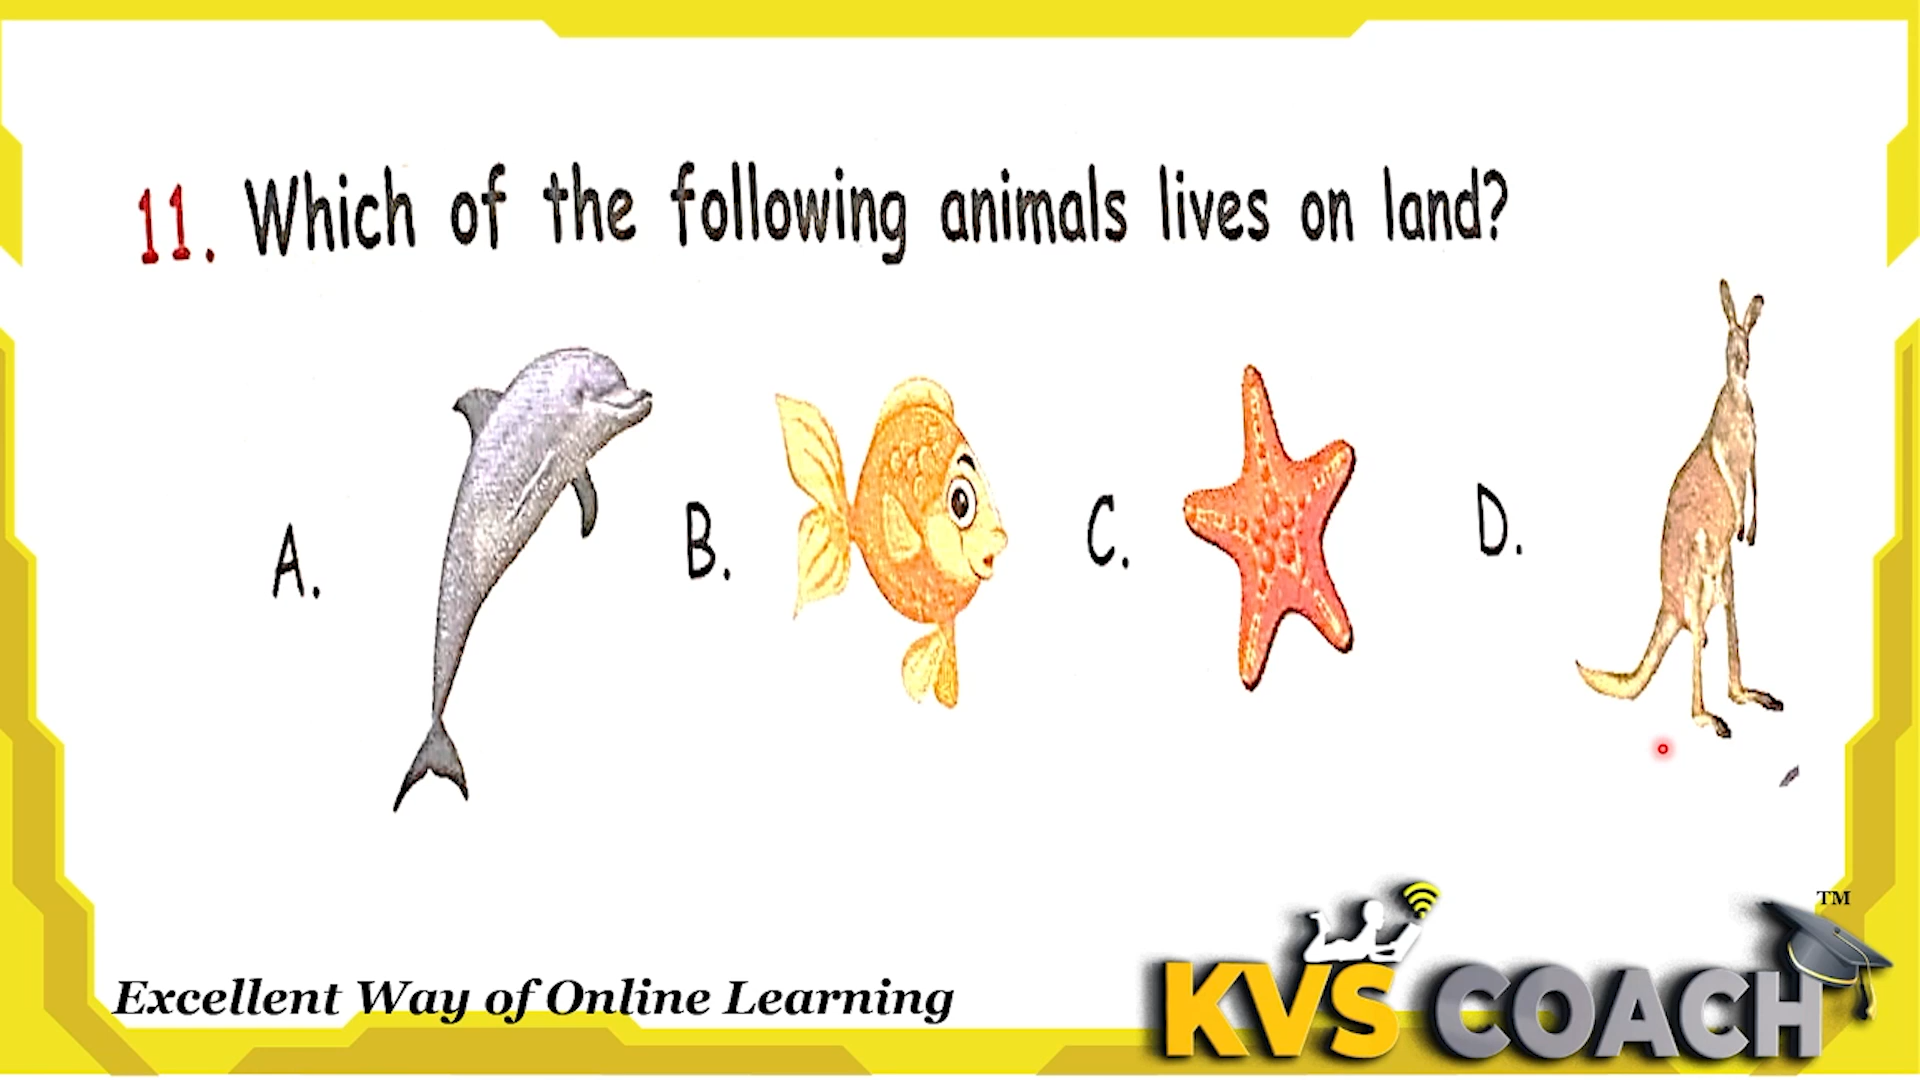 11. Which of the following animals lives on land?
A.
B.
C.
D.
Excellent Way of Online Learning
KVS COACH TM